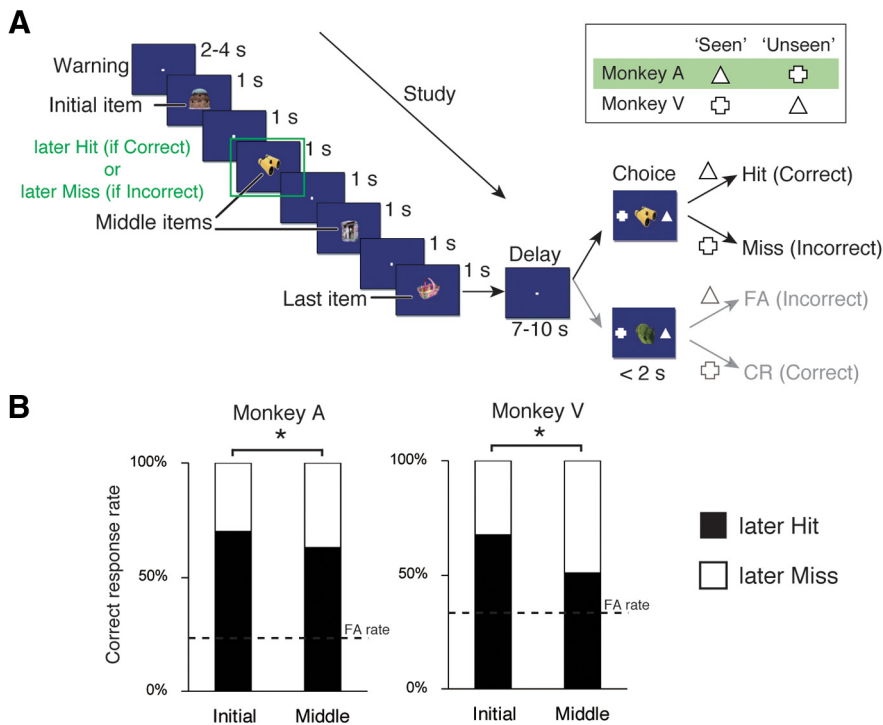 A
Warning
2-4 s
1 s
Initial item
1 s
later Hit (if Correct)
or
later Miss (if Incorrect)
1 s
1 s
Middle items
1 s
1 s
Last item
1 s
Study
Delay
7-10 s
'Seen' 'Unseen'
Monkey A
Monkey V
Choice
Hit (Correct)
Miss (Incorrect)
FA (Incorrect)
CR (Correct)
< 2 s
B
Monkey A
*
Correct response rate
100%
50%
0%
FA rate
Initial Middle
Monkey V
*
100%
50%
0%
FA rate
Initial Middle
later Hit
later Miss